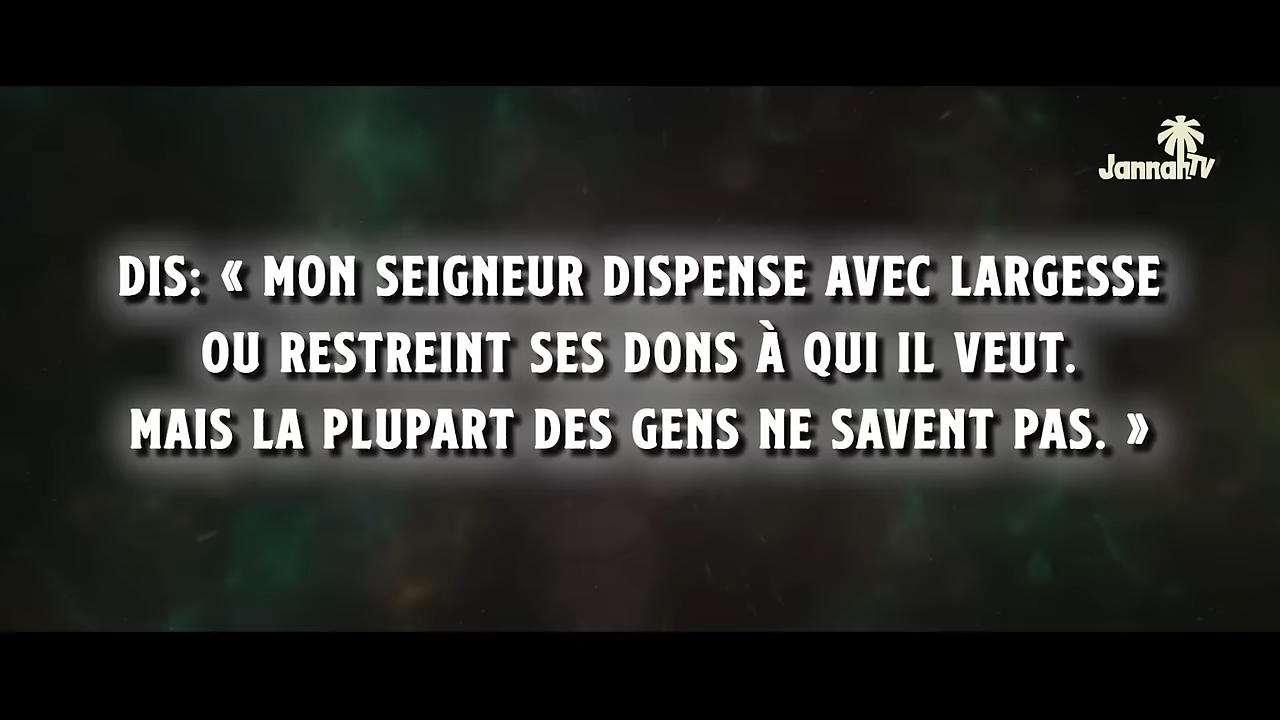 JannahTV
DIS: « MON SEIGNEUR DISPENSE AVEC LARGESSE
OU RESTREINT SES DONS À QUI IL VEUT.
MAIS LA PLUPART DES GENS NE SAVENT PAS. »